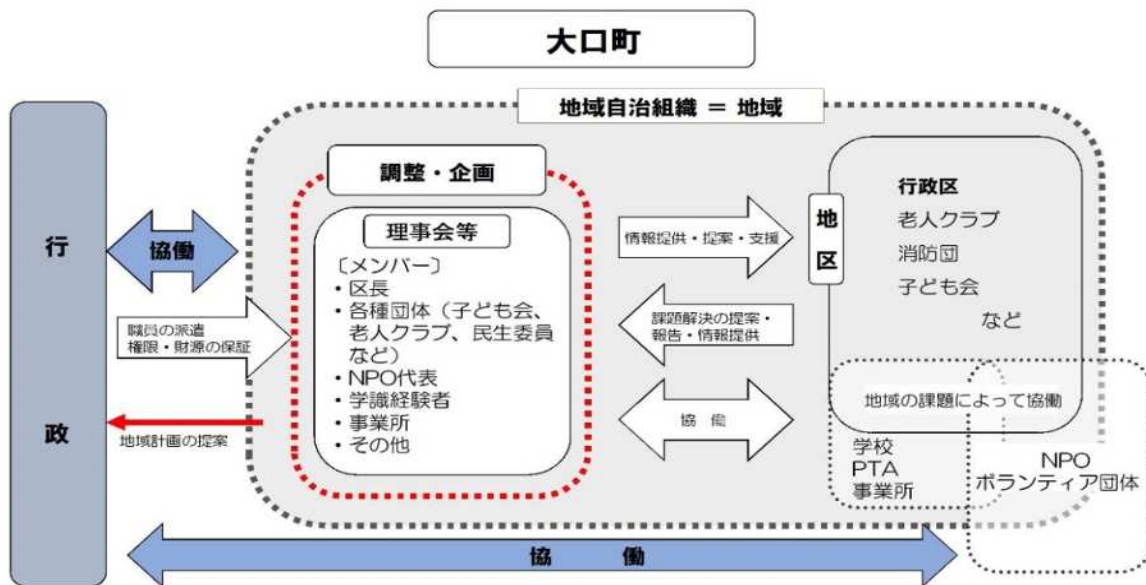 大口町
地域自治組織 = 地域
行
政
協働
職員の派遣
権限・財源の保証
地域計画の提案
調整・企画
理事会等
〔メンバー〕
・区長
・各種団体（子ども会、
老人クラブ、民生委員
など）
・NPO代表
・学識経験者
・事業所
・その他
情報提供・提案・支援
課題解決の提案・
報告・情報提供
協 働
地
区
行政区
老人クラブ
消防団
子ども会
など
地域の課題によって協働
学校
PTA
事業所
NPO
ボランティア団体
協 働